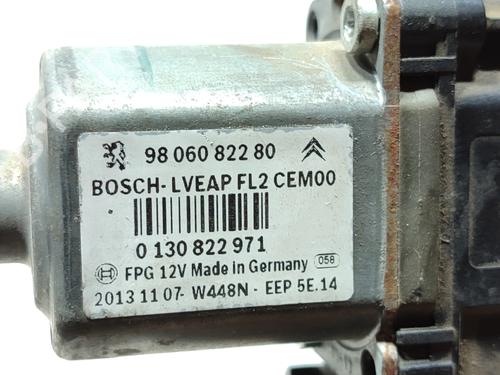 98 060 822 80
BOSCH- LVEAP FL2 CEM00
0 130 822 971
FPG 12V Made in Germany 058
2013 11 07- W448N - EEP 5E.14